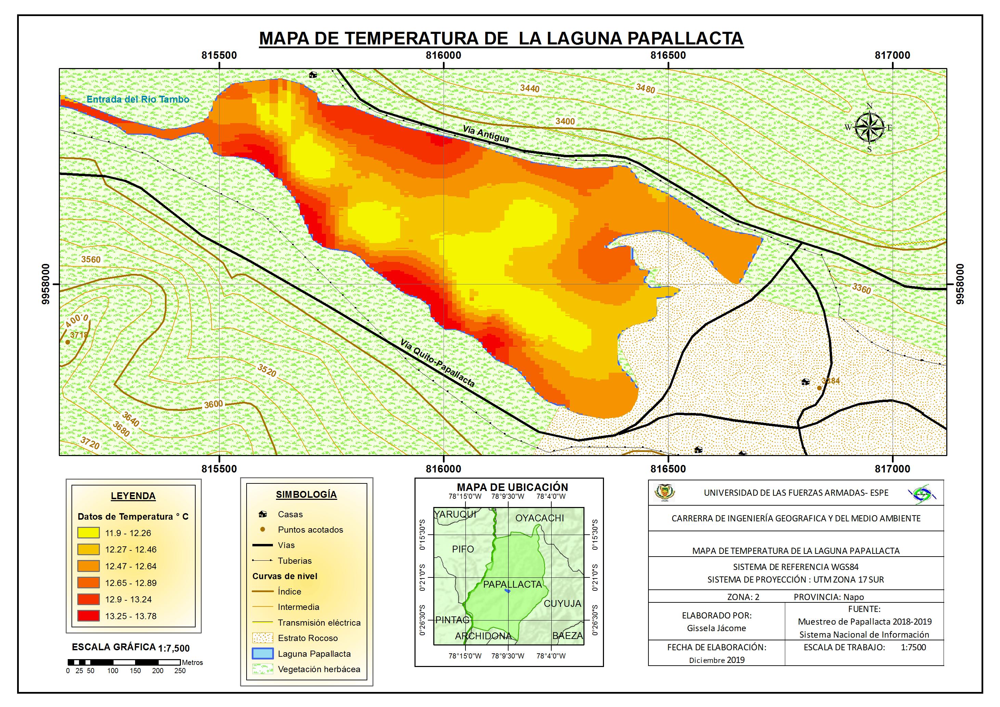 MAPA DE TEMPERATURA DE LA LAGUNA PAPALLACTA
815500 816000 816500 817000
Entrada del Río Tambo
3440
3480
3400
Vía Antigua
N
W E
S
3560
9958000
9958000
3360
4000
3718
Vía Quito-Papallacta
3520
3384
3600
3640
3680
3720
815500 816000 816500 817000
LEYENDA
Datos de Temperatura ° C
11.9 - 12.26
12.27 - 12.46
12.47 - 12.64
12.65 - 12.89
12.9 - 13.24
13.25 - 13.78
ESCALA GRÁFICA 1:7,500
Metros
0 25 50 100 150 200 250
SIMBOLOGÍA
Casas
Puntos acotados
Vías
Tuberias
Curvas de nivel
Índice
Intermedia
Transmisión eléctrica
Estrato Rocoso
Laguna Papallacta
Vegetación herbácea
MAPA DE UBICACIÓN
78°15'0"W 78°9'30"W 78°4'0"W
YARUQUI
OYACACHI
0°15'30"S
0°15'30"S
PIFO
0°21'0"S
PAPALLACTA
0°21'0"S
CUYUJA
0°26'30"S
PINTAG
0°26'30"S
ARCHIDONA
BAEZA
78°15'0"W 78°9'30"W 78°4'0"W
UNIVERSIDAD DE LAS FUERZAS ARMADAS- ESPE
CARRERRA DE INGENIERÍA GEOGRAFICA Y DEL MEDIO AMBIENTE
MAPA DE TEMPERATURA DE LA LAGUNA PAPALLACTA
SISTEMA DE REFERENCIA WGS84
SISTEMA DE PROYECCIÓN : UTM ZONA 17 SUR
ZONA: 2 PROVINCIA: Napo
ELABORADO POR:
Gissela Jácome
FUENTE:
Muestreo de Papallacta 2018-2019
Sistema Nacional de Información
FECHA DE ELABORACIÓN:
Diciembre 2019
ESCALA DE TRABAJO: 1:7500